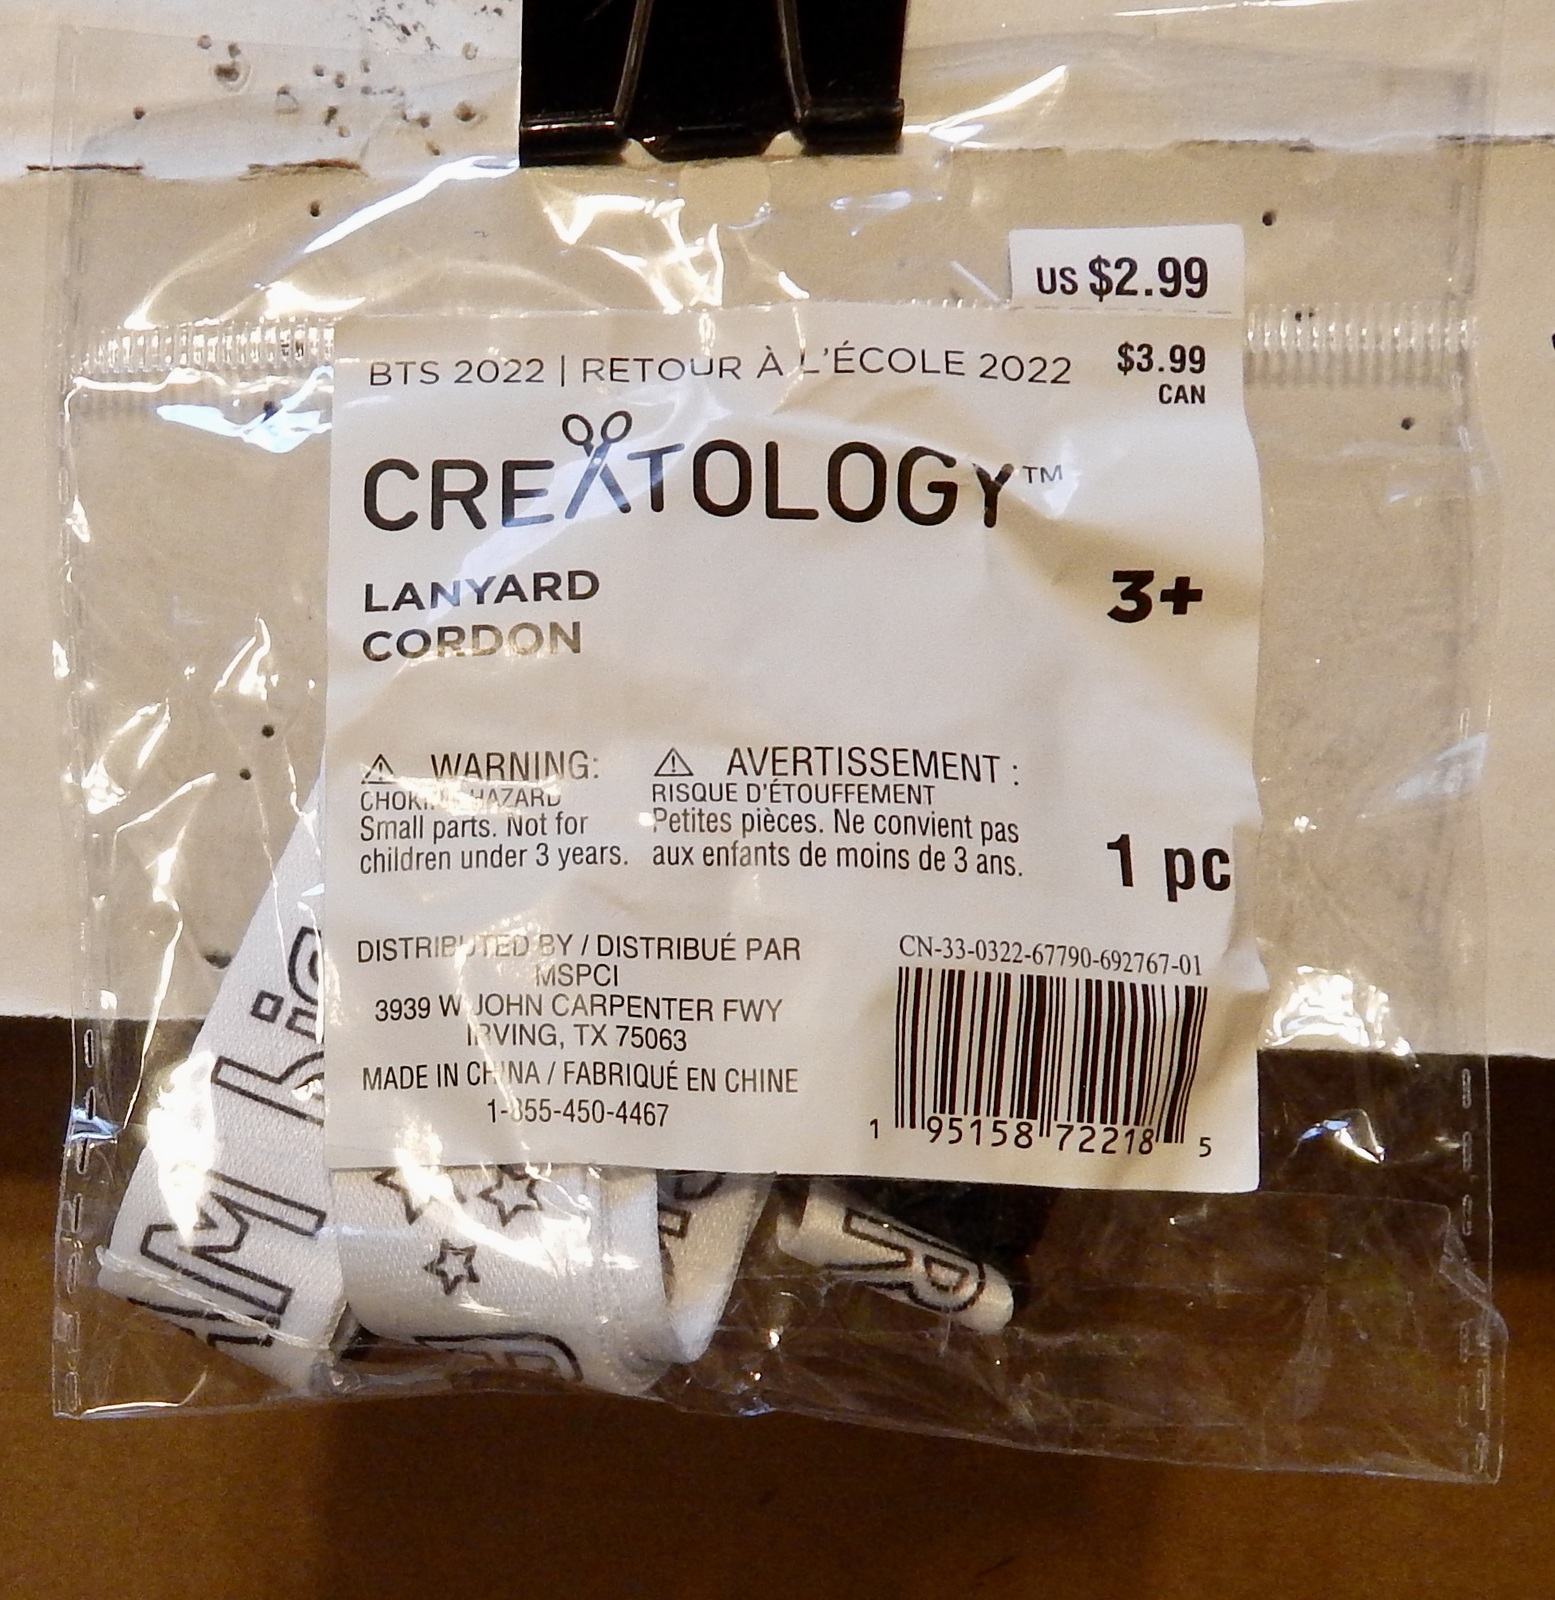 US $2.99
BTS 2022 | RETOUR À L'ÉCOLE 2022
$3.99
CAN
CREATOLOGY™
LANYARD
CORDON
3+
⚠ WARNING:
CHOKING HAZARD
Small parts. Not for
children under 3 years.
⚠ AVERTISSEMENT :
RISQUE D'ÉTOUFFEMENT
Petites pièces. Ne convient pas
aux enfants de moins de 3 ans.
1 pc
DISTRIBUTED BY / DISTRIBUÉ PAR
MSPCI
3939 W JOHN CARPENTER FWY
IRVING, TX 75063
MADE IN CHINA / FABRIQUÉ EN CHINE
1-855-450-4467
CN-33-0322-67790-692767-01
1 95158 72218 5